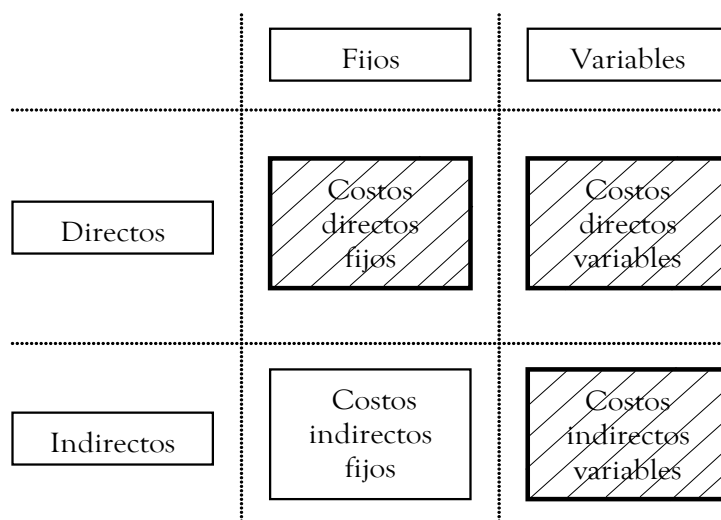 Fijos
Variables
Directos
Costos
directos
fijos
Costos
directos
variables
Indirectos
Costos
indirectos
fijos
Costos
indirectos
variables